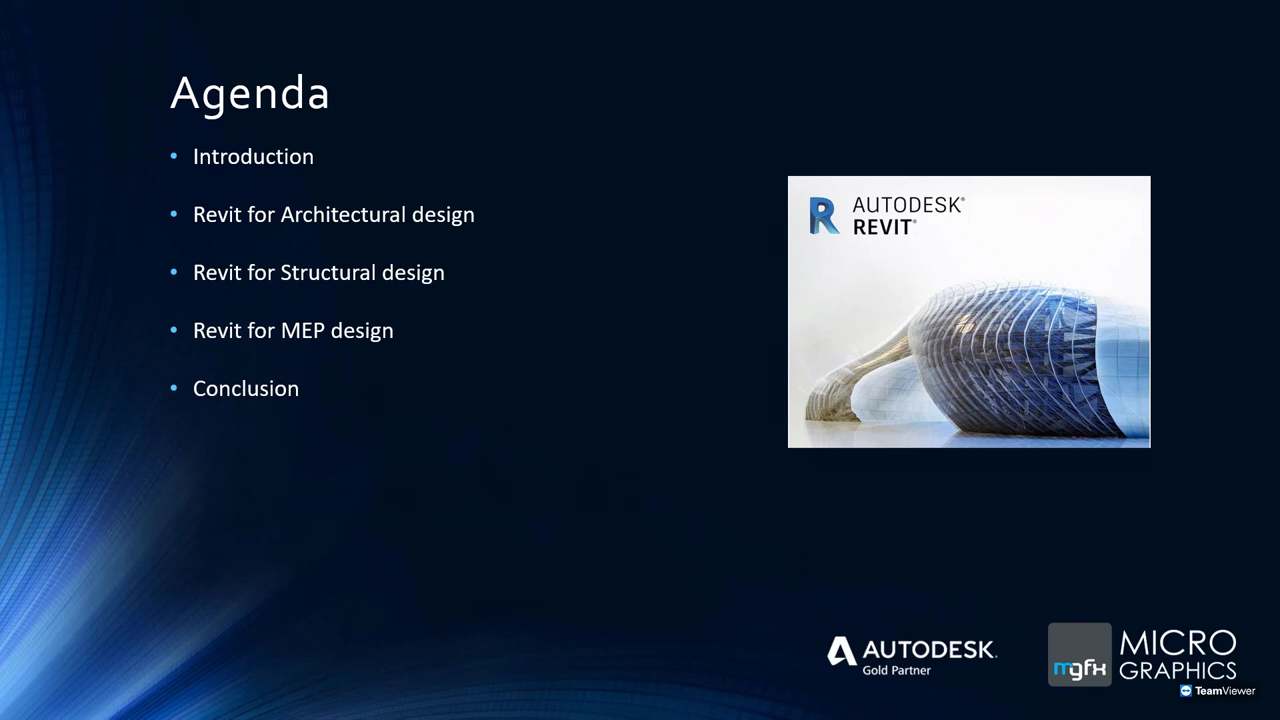 Agenda
• Introduction
• Revit for Architectural design
• Revit for Structural design
• Revit for MEP design
• Conclusion
R AUTODESK®
REVIT®
AUTODESK.
Gold Partner
mgfx
MICRO
GRAPHICS
TeamViewer